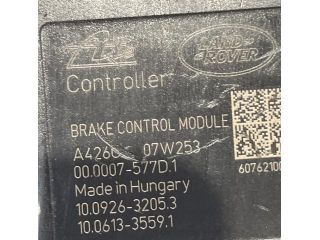 ATE
LAND ROVER
Controller
BRAKE CONTROL MODULE
07W253
00.0007-577D.1
Made in Hungary
10.0926-3205.3
10.0613-3559.1